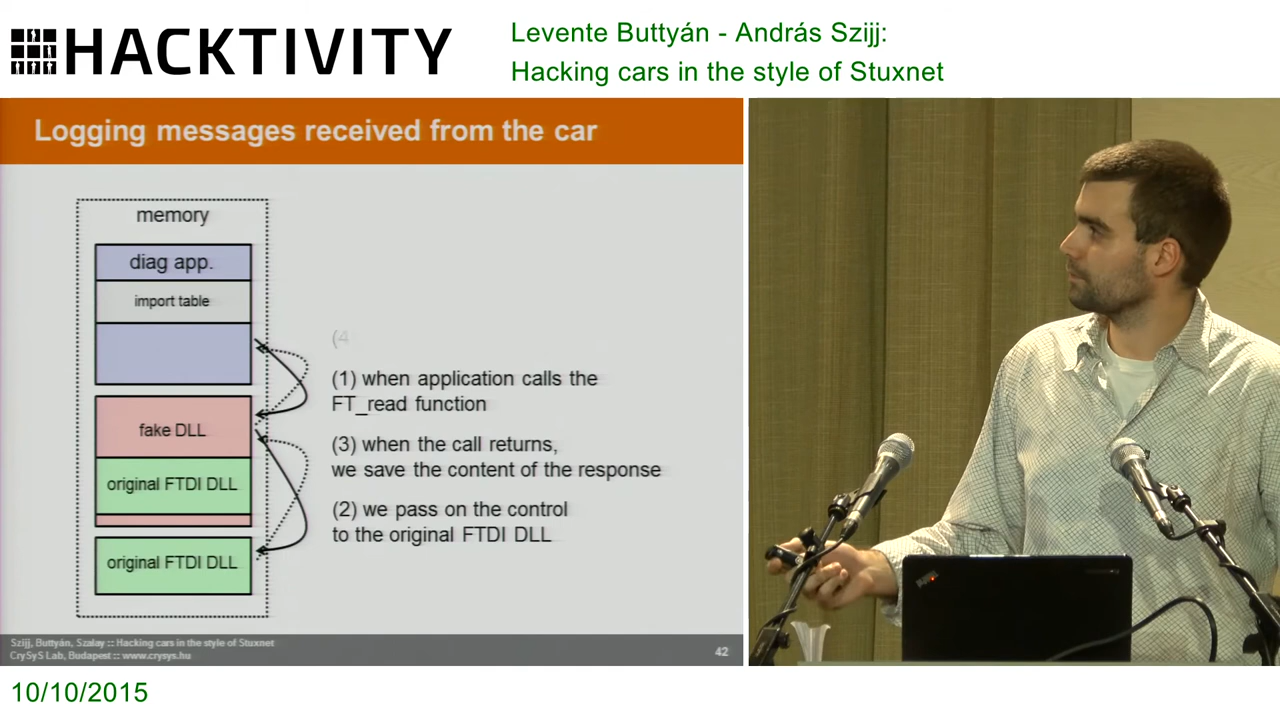 HACKTIVITY
Levente Buttyán - András Szijj:
Hacking cars in the style of Stuxnet
Logging messages received from the car
memory
diag app.
import table
fake DLL
original FTDI DLL
original FTDI DLL
(4
(1) when application calls the
FT_read function
(3) when the call returns,
we save the content of the response
(2) we pass on the control
to the original FTDI DLL
Szijj, Buttyán, Szalay :: Hacking cars in the style of Stuxnet
CrySyS Lab, Budapest :: www.crysys.hu
42
10/10/2015